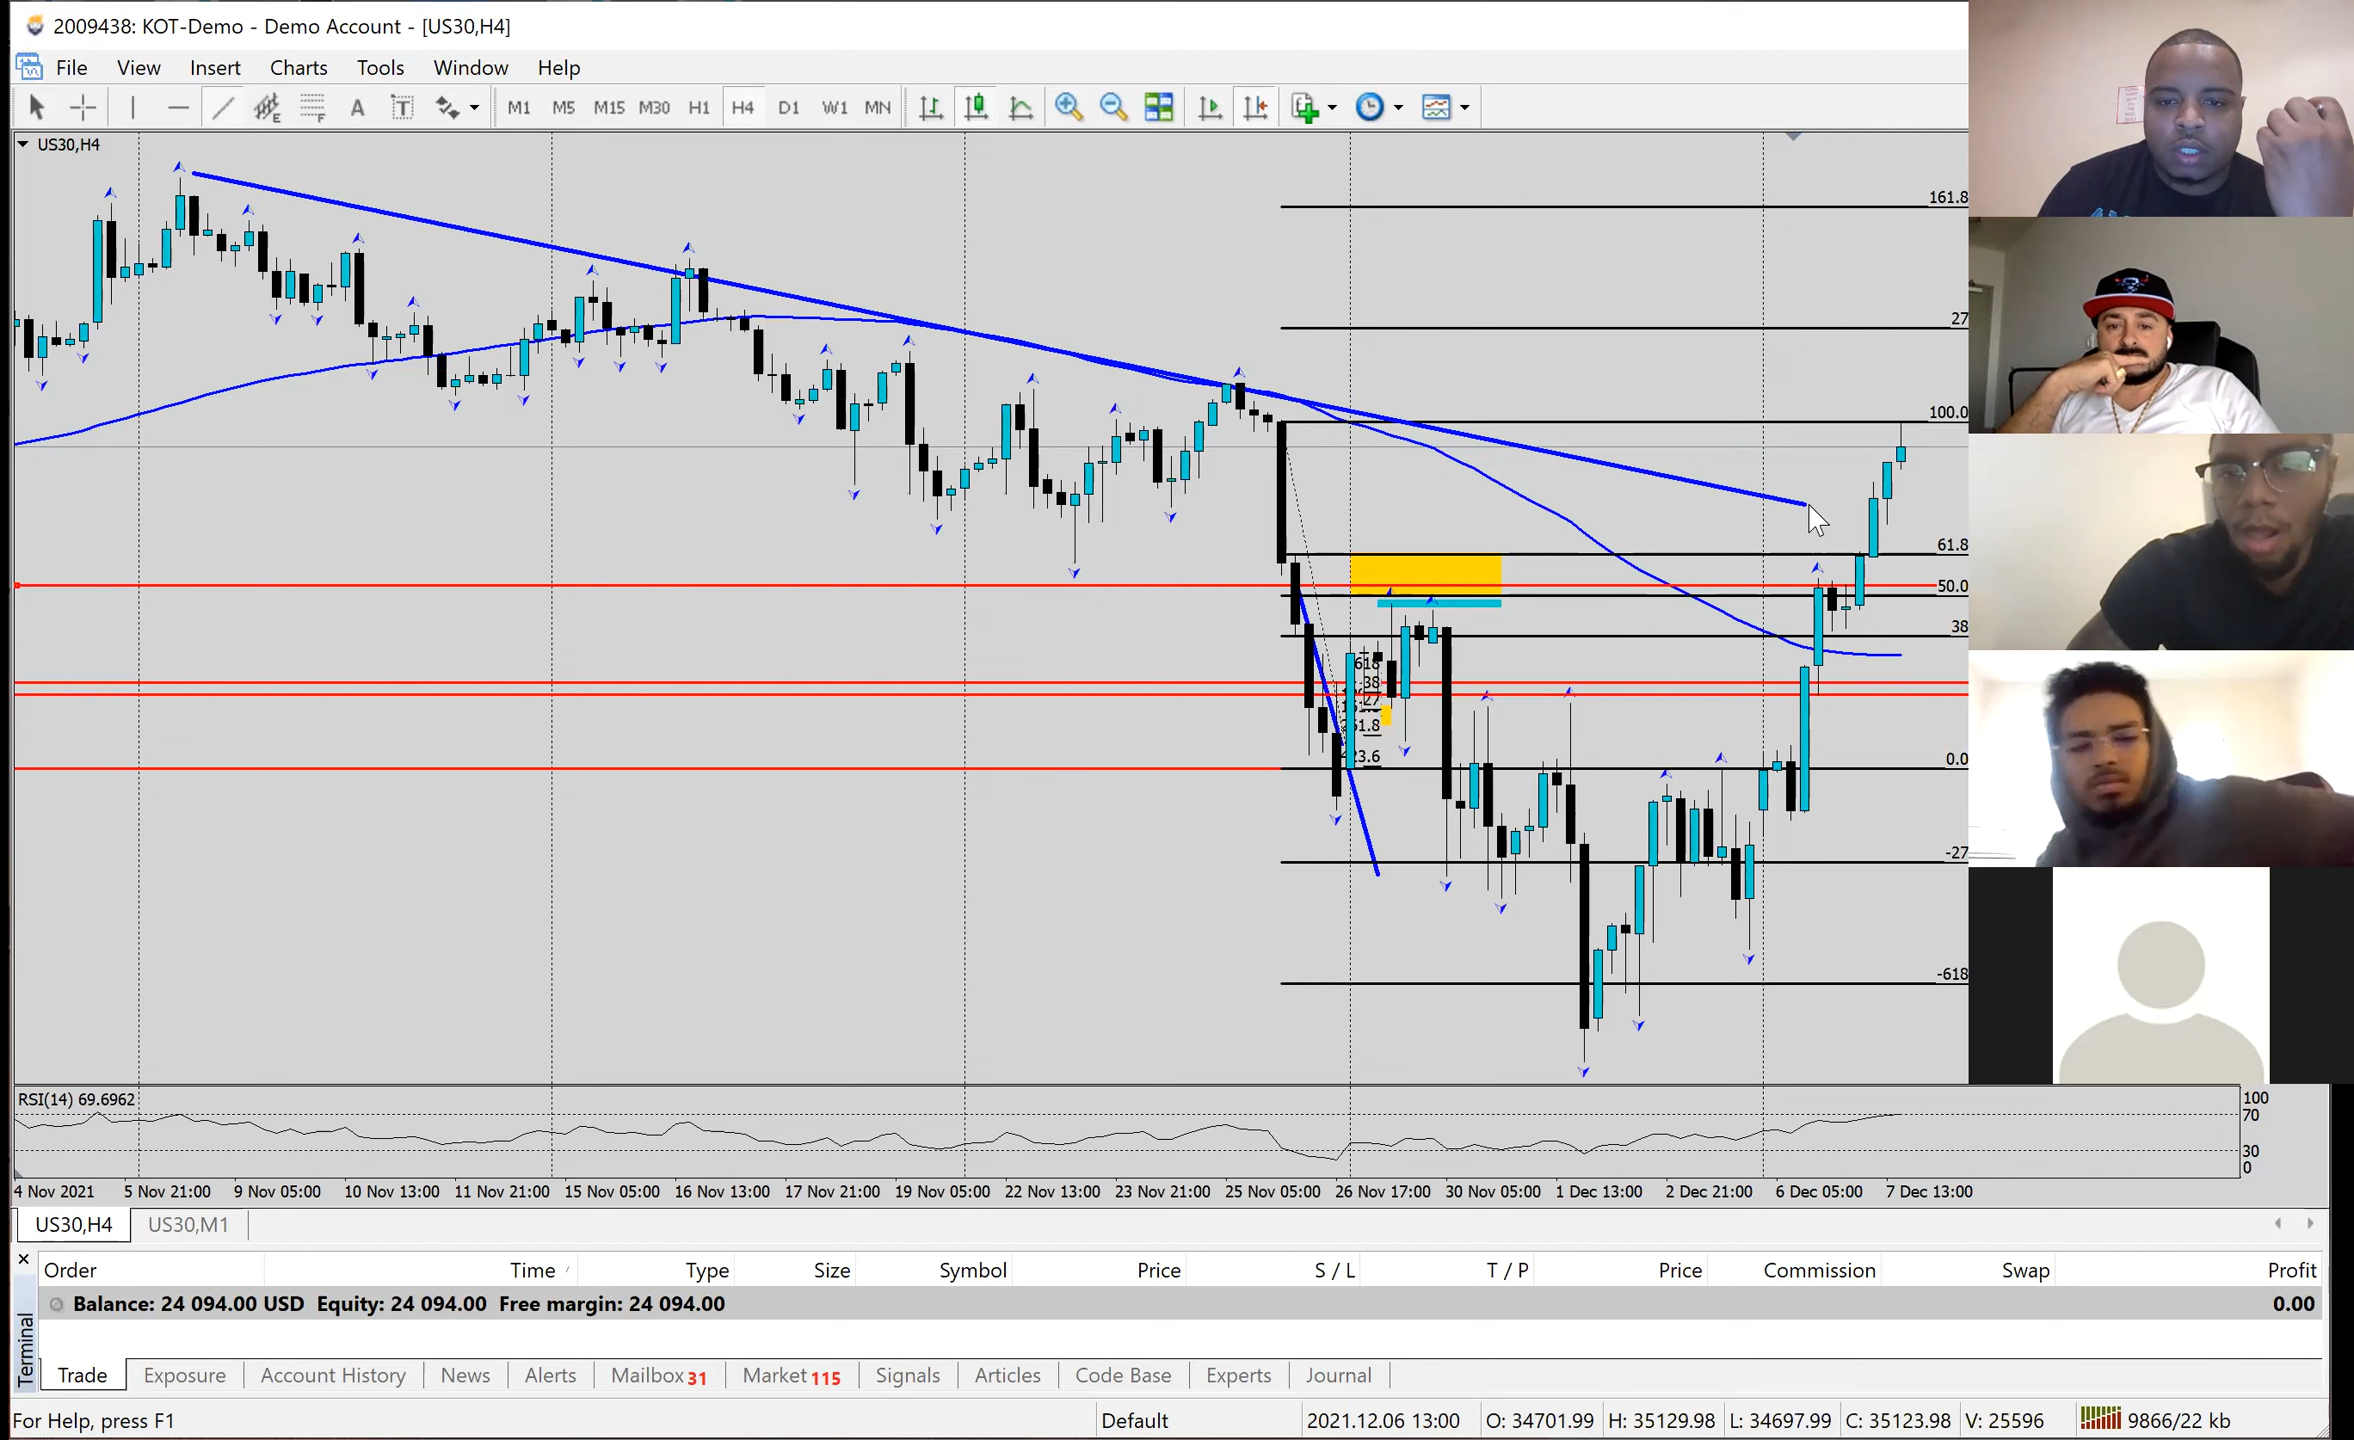 2009438: KOT-Demo - Demo Account - [US30,H4]
File View Insert Charts Tools Window Help
A T M1 M5 M15 M30 H1 H4 D1 W1 MN
US30,H4
161.8
27
100.0
61.8
50.0
38
618
38
27
61.8
23.6
0.0
-27
-618
RSI(14) 69.6962
100
70
30
0
4 Nov 2021 5 Nov 21:00 9 Nov 05:00 10 Nov 13:00 11 Nov 21:00 15 Nov 05:00 16 Nov 13:00 17 Nov 21:00 19 Nov 05:00 22 Nov 13:00 23 Nov 21:00 25 Nov 05:00 26 Nov 17:00 30 Nov 05:00 1 Dec 13:00 2 Dec 21:00 6 Dec 05:00 7 Dec 13:00
US30,H4 US30,M1
Order Time Type Size Symbol Price S / L T / P Price Commission Swap Profit
Balance: 24 094.00 USD Equity: 24 094.00 Free margin: 24 094.00 0.00
Terminal
Trade Exposure Account History News Alerts Mailbox 31 Market 115 Signals Articles Code Base Experts Journal
For Help, press F1 Default 2021.12.06 13:00 O: 34701.99 H: 35129.98 L: 34697.99 C: 35123.98 V: 25596 9866/22 kb